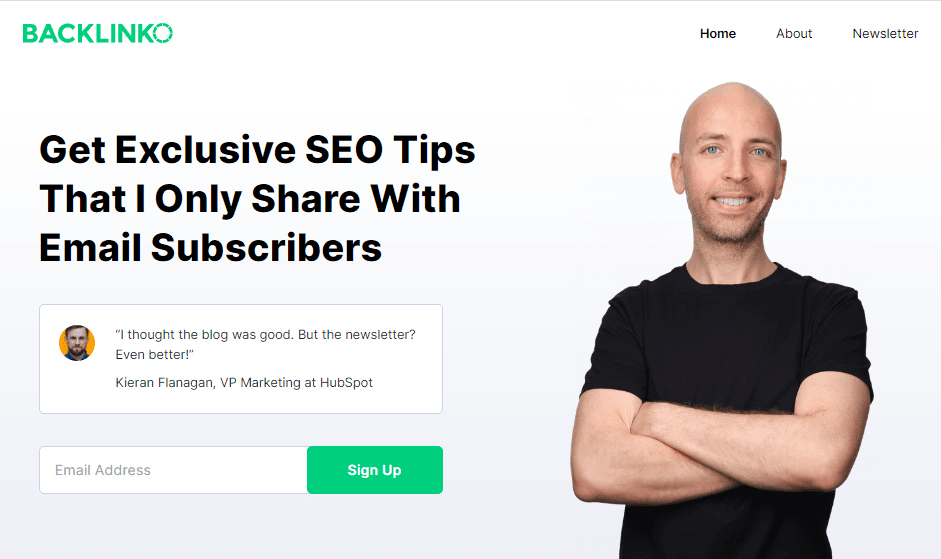 BACKLINKO
Home
About
Newsletter
Get Exclusive SEO Tips
That I Only Share With
Email Subscribers
“I thought the blog was good. But the newsletter?
Even better!”
Kieran Flanagan, VP Marketing at HubSpot
Email Address
Sign Up